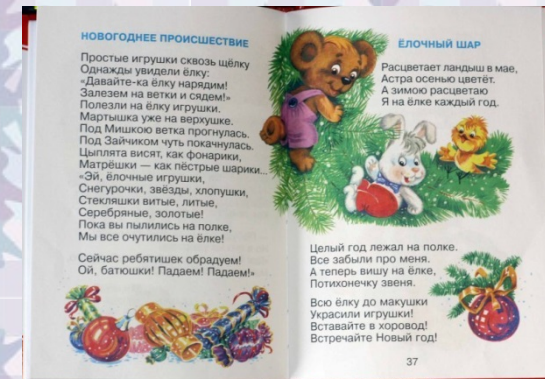 НОВОГОДНЕЕ ПРОИСШЕСТВИЕ
Простые игрушки сквозь щёлку
Однажды увидели ёлку:
«Давайте-ка ёлку нарядим!
Залезем на ветки и сядем!»
Полезли на ёлку игрушки.
Мартышка уже на верхушке.
Под Мишкою ветка прогнулась.
Под Зайчиком чуть покачнулась.
Цыплята висят, как фонарики,
Матрёшки — как пёстрые шарики...
«Эй, ёлочные игрушки,
Снегурочки, звёзды, хлопушки,
Стекляшки витые, литые,
Серебряные, золотые!
Пока вы пылились на полке,
Мы все очутились на ёлке!
Сейчас ребятишек обрадуем!
Ой, батюшки! Падаем! Падаем!»
ЁЛОЧНЫЙ ШАР
Расцветает ландыш в мае,
Астра осенью цветёт.
А зимою расцветаю
Я на ёлке каждый год.
Целый год лежал на полке.
Все забыли про меня.
А теперь вишу на ёлке,
Потихонечку звеня.
Всю ёлку до макушки
Украсили игрушки!
Вставайте в хоровод!
Встречайте Новый год!
37